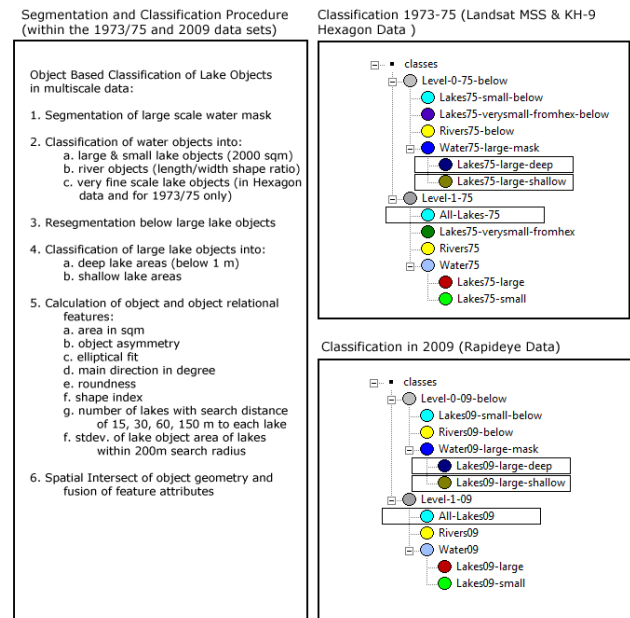 Segmentation and Classification Procedure
(within the 1973/75 and 2009 data sets)
Object Based Classification of Lake Objects
in multiscale data:
1. Segmentation of large scale water mask
2. Classification of water objects into:
a. large & small lake objects (2000 sqm)
b. river objects (length/width shape ratio)
c. very fine scale lake objects (in Hexagon
data and for 1973/75 only)
3. Resegmentation below large lake objects
4. Classification of large lake objects into:
a. deep lake areas (below 1 m)
b. shallow lake areas
5. Calculation of object and object relational
features:
a. area in sqm
b. object asymmetry
c. elliptical fit
d. main direction in degree
e. roundness
f. shape index
g. number of lakes with search distance
of 15, 30, 60, 150 m to each lake
f. stdev. of lake object area of lakes
within 200m search radius
6. Spatial Intersect of object geometry and
fusion of feature attributes
Classification 1973-75 (Landsat MSS & KH-9
Hexagon Data )
classes
Level-0-75-below
Lakes75-small-below
Lakes75-verysmall-fromhex-below
Rivers75-below
Water75-large-mask
Lakes75-large-deep
Lakes75-large-shallow
Level-1-75
All-Lakes-75
Lakes75-verysmall-fromhex
Rivers75
Water75
Lakes75-large
Lakes75-small
Classification in 2009 (Rapideye Data)
classes
Level-0-09-below
Lakes09-small-below
Rivers09-below
Water09-large-mask
Lakes09-large-deep
Lakes09-large-shallow
Level-1-09
All-Lakes09
Rivers09
Water09
Lakes09-large
Lakes09-small